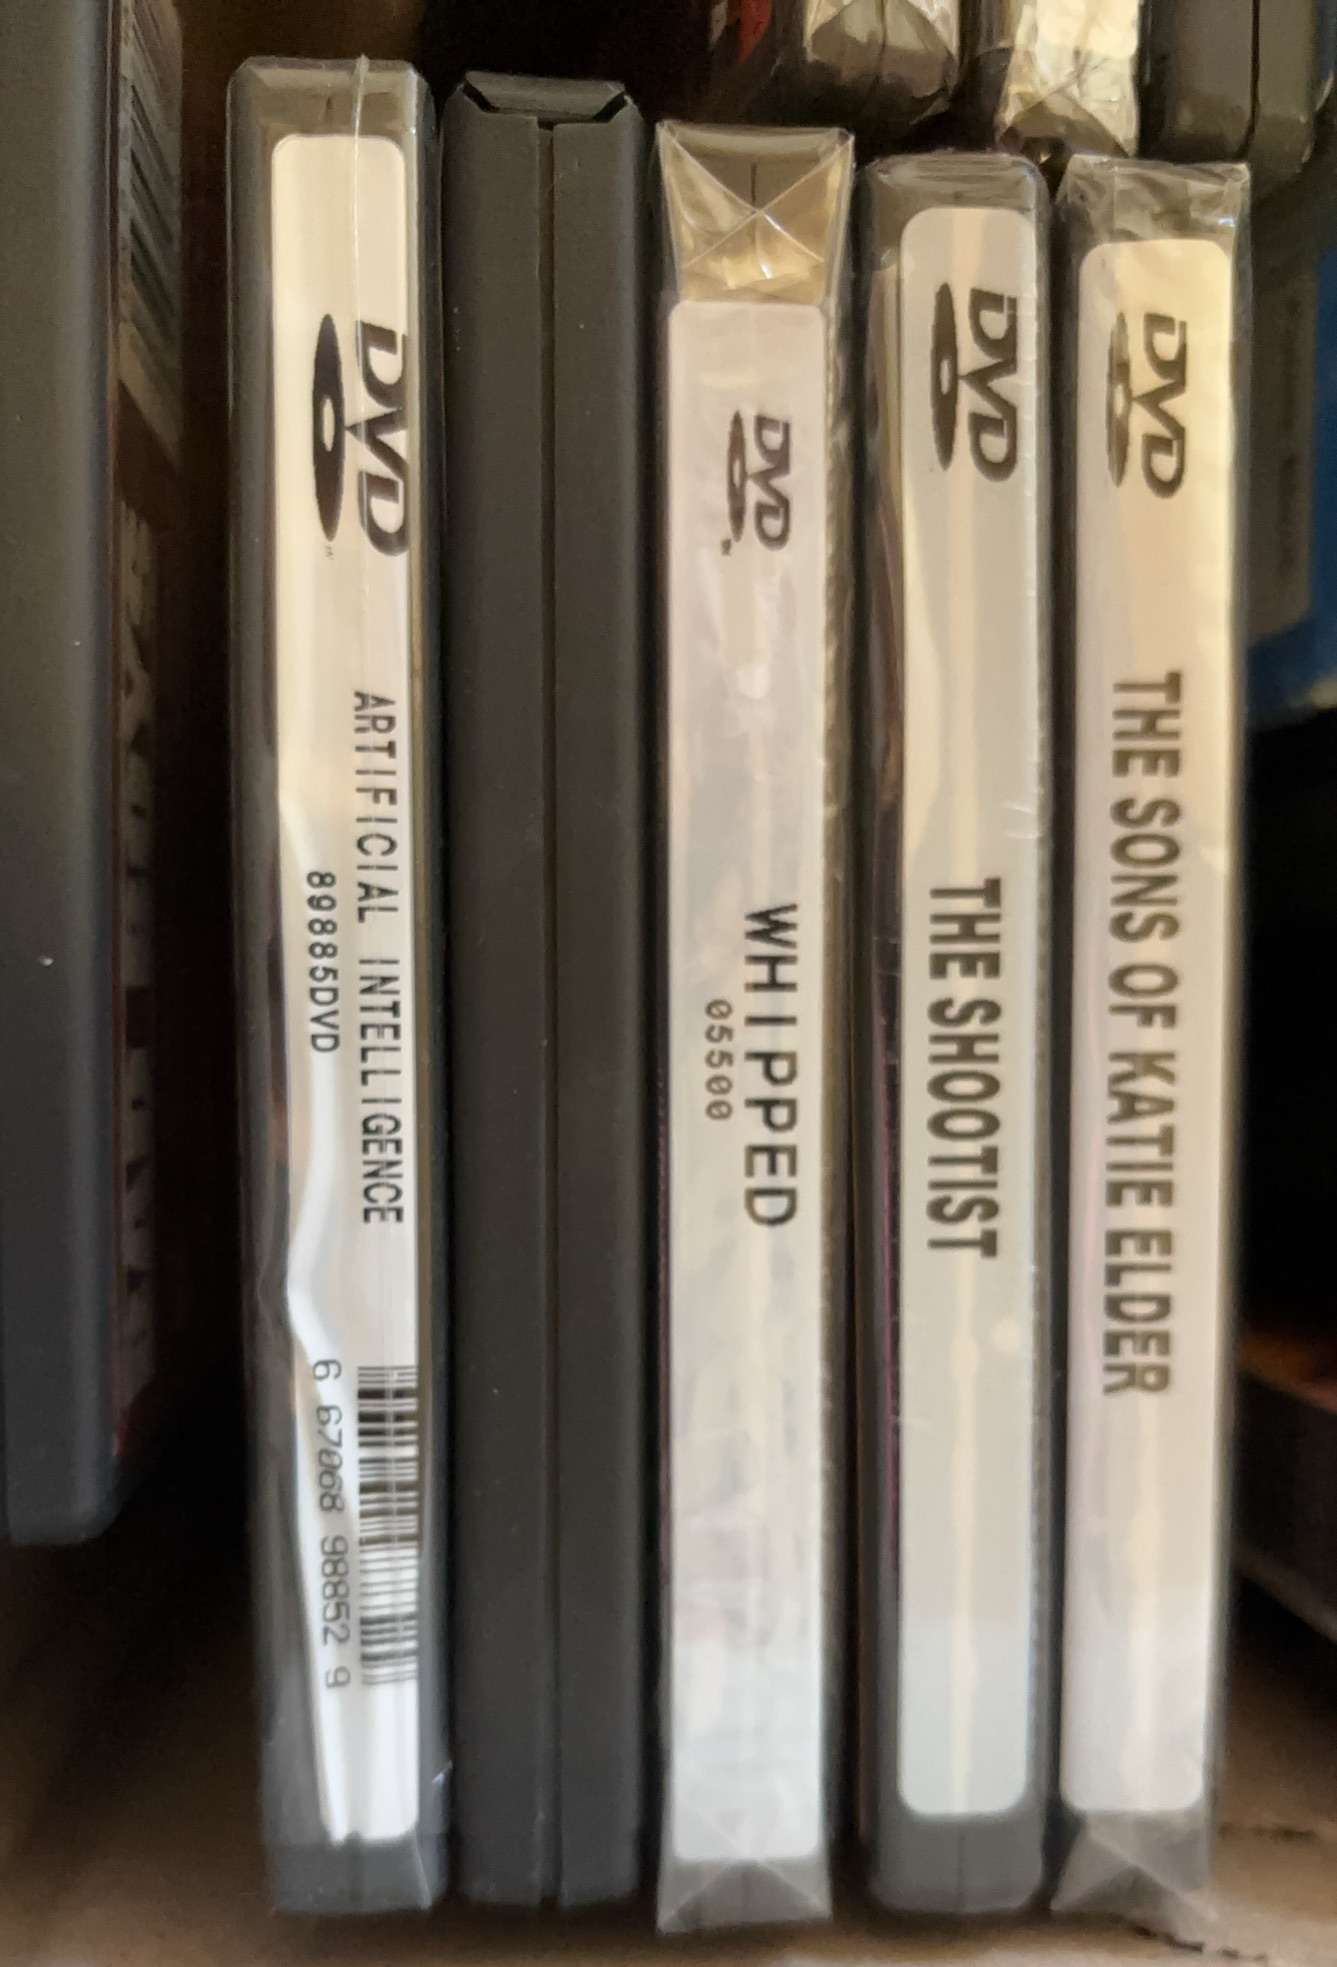 DVD
ARTIFICIAL INTELLIGENCE
89885DVD
6 67068 98852 9
DVD
WHIPPED
05500
DVD
THE SHOOTIST
DVD
THE SONS OF KATIE ELDER